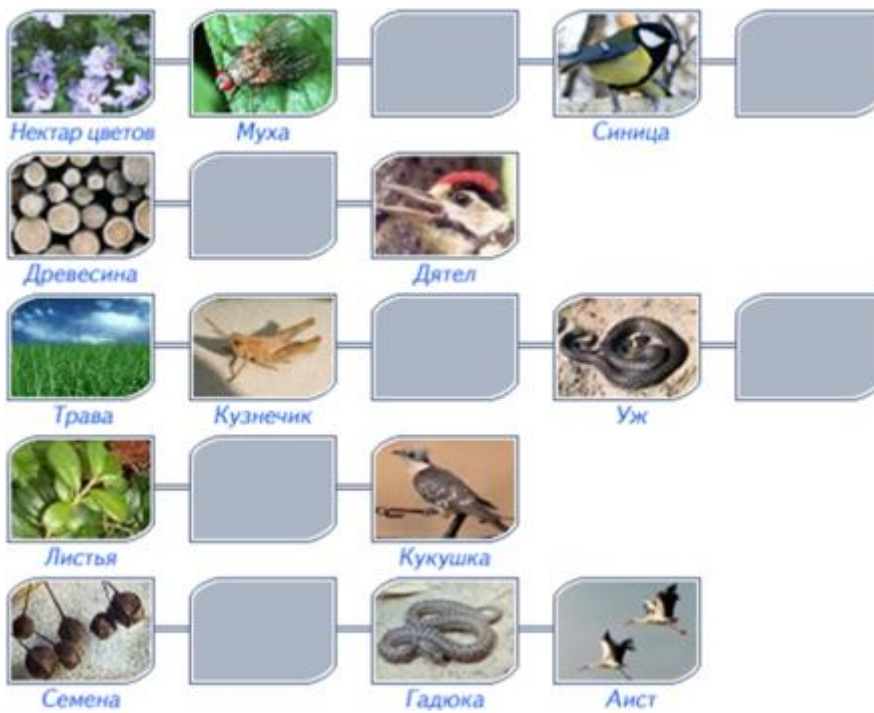 Нектар цветов Муха Синица
Древесина Дятел
Трава Кузнечик Уж
Листья Кукушка
Семена Гадюка Аист